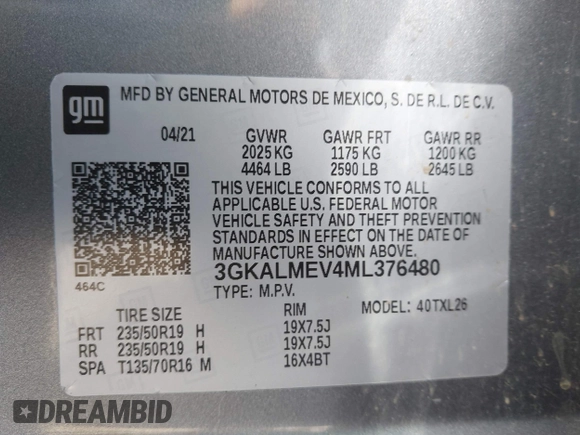 gm
MFD BY GENERAL MOTORS DE MEXICO, S. DE R.L. DE C.V.
04/21 GVWR GAWR FRT GAWR RR
2025 KG 1175 KG 1200 KG
4464 LB 2590 LB 2645 LB
THIS VEHICLE CONFORMS TO ALL
APPLICABLE U.S. FEDERAL MOTOR
VEHICLE SAFETY AND THEFT PREVENTION
STANDARDS IN EFFECT ON THE DATE OF
MANUFACTURE SHOWN ABOVE.
464C 3GKALMEV4ML376480
TYPE: M.P.V. MODEL: 40TXL26
TIRE SIZE RIM
FRT 235/50R19 H 19X7.5J
RR 235/50R19 H 19X7.5J
SPA T135/70R16 M 16X4BT
DREAMBID